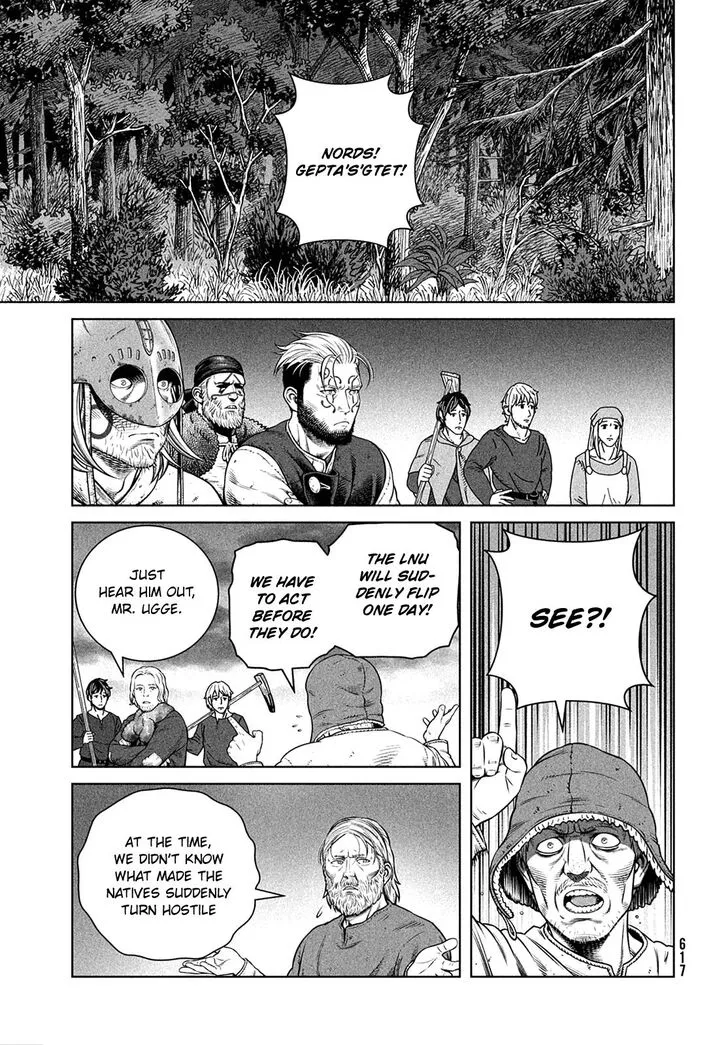 NORDS!
GEPTA'S'GTET!
SEE?!
THE LNU
WILL SUD-
DENLY FLIP
ONE DAY!
WE HAVE
TO ACT
BEFORE
THEY DO!
JUST
HEAR HIM OUT,
MR. UGGE.
AT THE TIME,
WE DIDN'T KNOW
WHAT MADE THE
NATIVES SUDDENLY
TURN HOSTILE
617